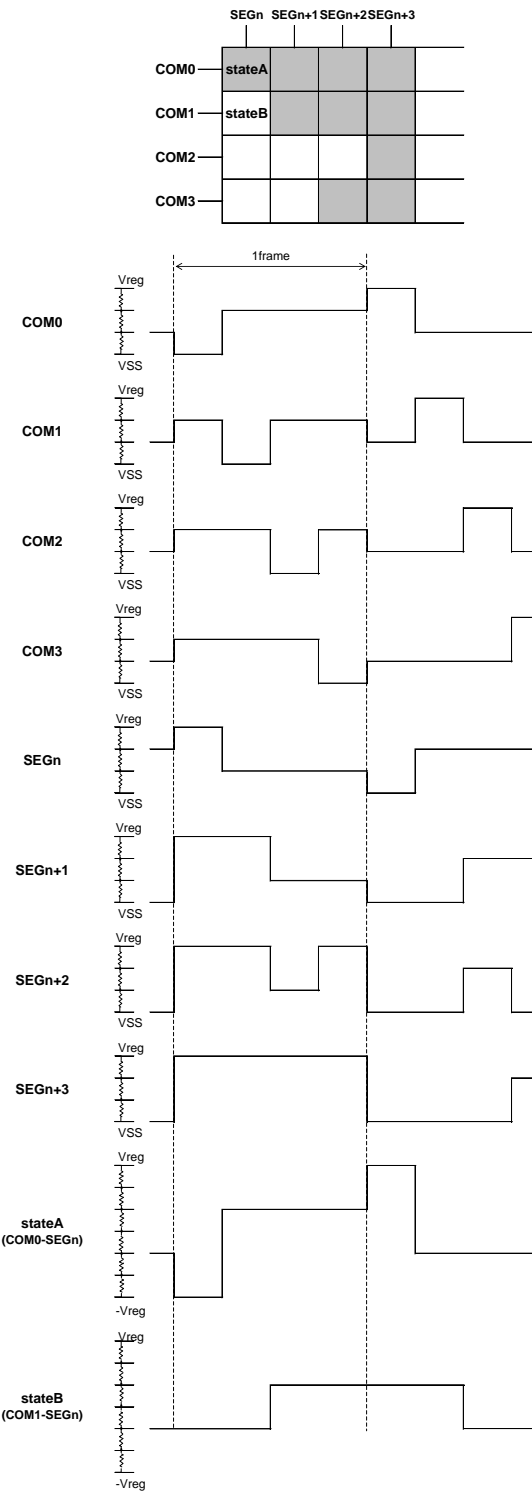 SEGn SEGn+1 SEGn+2 SEGn+3
COM0 stateA
COM1 stateB
COM2
COM3
1frame
Vreg
COM0
VSS
Vreg
COM1
VSS
Vreg
COM2
VSS
Vreg
COM3
VSS
Vreg
SEGn
VSS
Vreg
SEGn+1
VSS
Vreg
SEGn+2
VSS
Vreg
SEGn+3
VSS
Vreg
stateA
(COM0-SEGn)
-Vreg
Vreg
stateB
(COM1-SEGn)
-Vreg